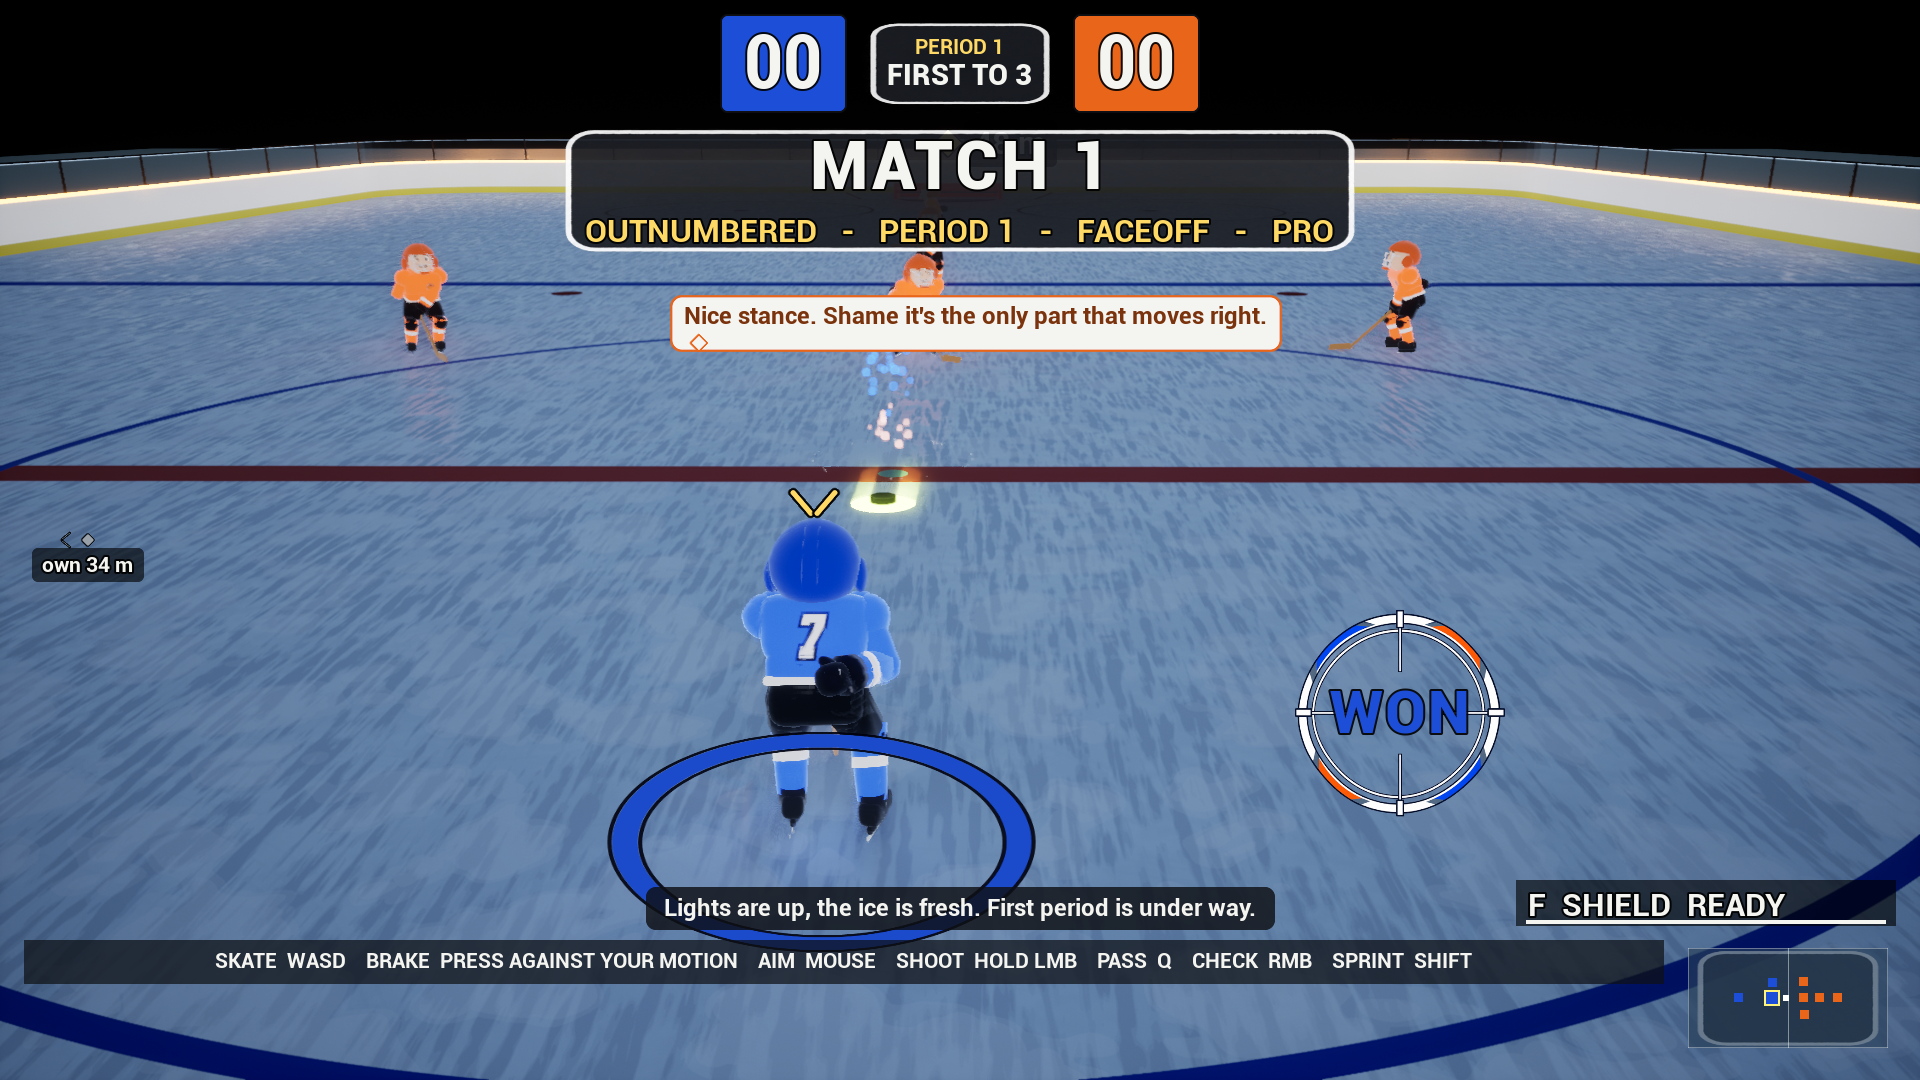 00
PERIOD 1
FIRST TO 3
00
MATCH 1
OUTNUMBERED - PERIOD 1 - FACEOFF - PRO
Nice stance. Shame it's the only part that moves right.
own 34 m
7
WON
Lights are up, the ice is fresh. First period is under way.
F SHIELD READY
SKATE WASD BRAKE PRESS AGAINST YOUR MOTION AIM MOUSE SHOOT HOLD LMB PASS Q CHECK RMB SPRINT SHIFT